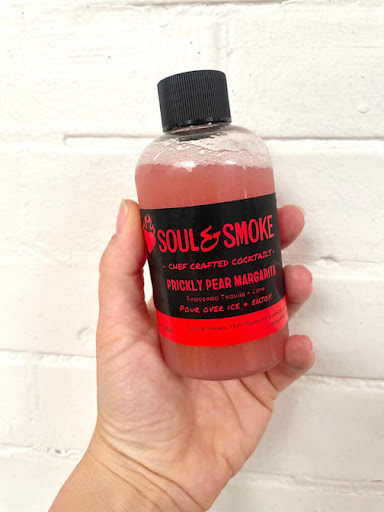 SOUL & SMOKE
- CHEF CRAFTED COCKTAILS -
PRICKLY PEAR MARGARITA
Reposado Tequila - Lime
POUR OVER ICE & ENJOY!